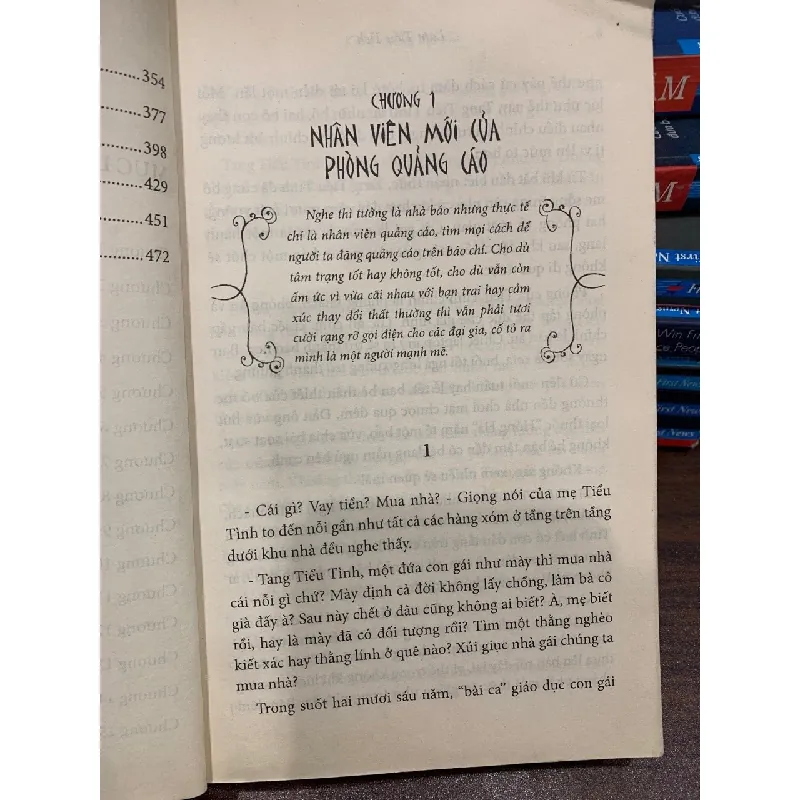 354
377
398
429
451
472
CHƯƠNG 1
NHÂN VIÊN MỚI CỦA
PHÒNG QUẢNG CÁO
Nghe thì tưởng là nhà báo nhưng thực tế
chỉ là nhân viên quảng cáo, tìm mọi cách để
người ta đăng quảng cáo trên báo chí. Cho dù
tâm trạng tốt hay không tốt, cho dù vẫn còn
ấm ức vì vừa cãi nhau với bạn trai hay cảm
xúc thay đổi thất thường thì vẫn phải tươi
cười rạng rỡ gọi điện cho các đại gia, cố tỏ ra
mình là một người mạnh mẽ.
1
- Cái gì? Vay tiền? Mua nhà? - Giọng nói của mẹ Tiểu
Tình to đến nỗi gần như tất cả các hàng xóm ở tầng trên tầng
dưới khu nhà đều nghe thấy.
- Tang Tiểu Tình, một đứa con gái như mày thì mua nhà
cái nỗi gì chứ? Mày định cả đời không lấy chồng, làm bà cô
già đấy à? Sau này chết ở đâu cũng không ai biết? À, mẹ biết
rồi, hay là mày đã có đối tượng rồi? Tìm một thằng nghèo
kiết xác hay thằng lính ở quê nào? Xúi giục nhà gái chúng ta
mua nhà?
Trong suốt hai mươi sáu năm, "bài ca" giáo dục con gái
AM
M
First N
Win Fri
ce Peop
First News
First News